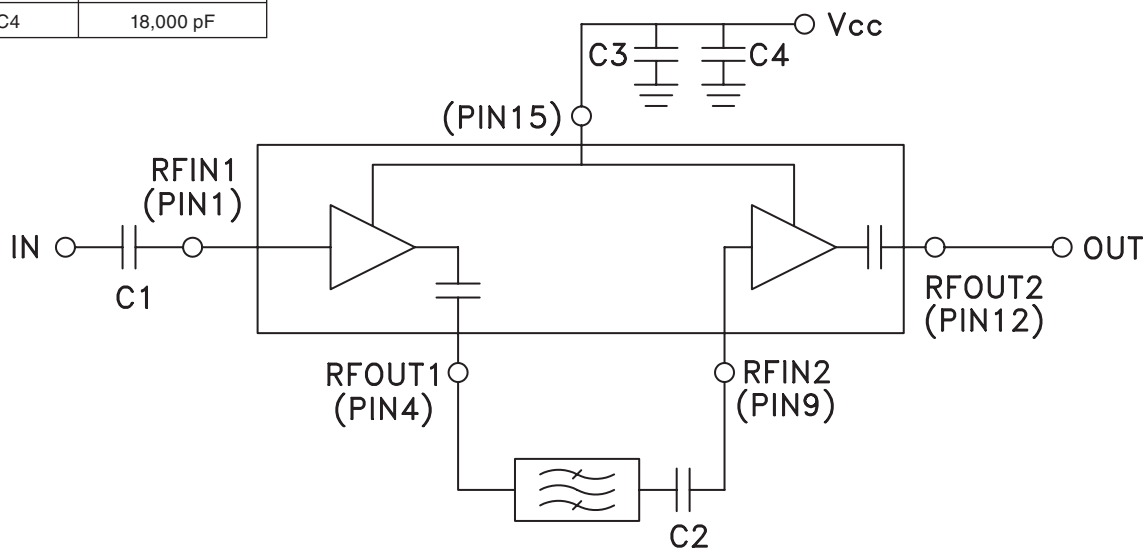 C4 18,000 pF
Vcc
C3
C4
(PIN15)
RFIN1
(PIN1)
IN
C1
OUT
RFOUT2
(PIN12)
RFOUT1
(PIN4)
RFIN2
(PIN9)
C2